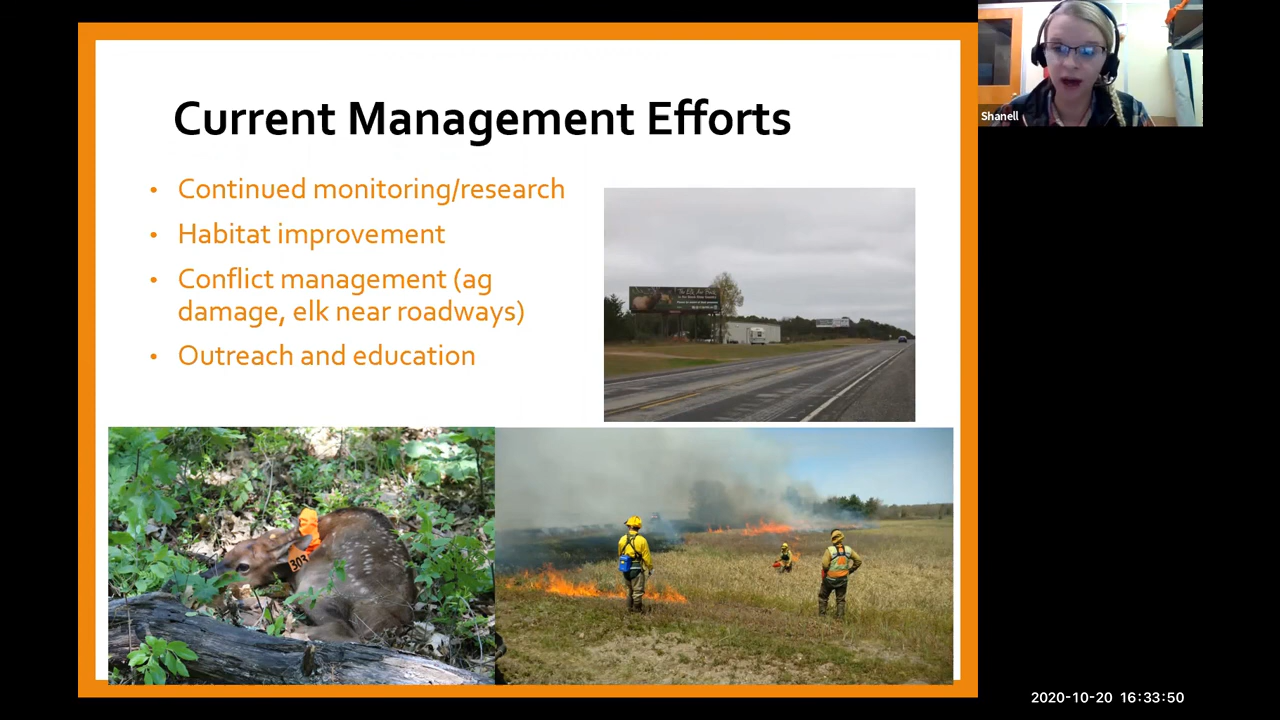 Current Management Efforts
• Continued monitoring/research
• Habitat improvement
• Conflict management (ag
damage, elk near roadways)
• Outreach and education
303
Shanell
2020-10-20 16:33:50